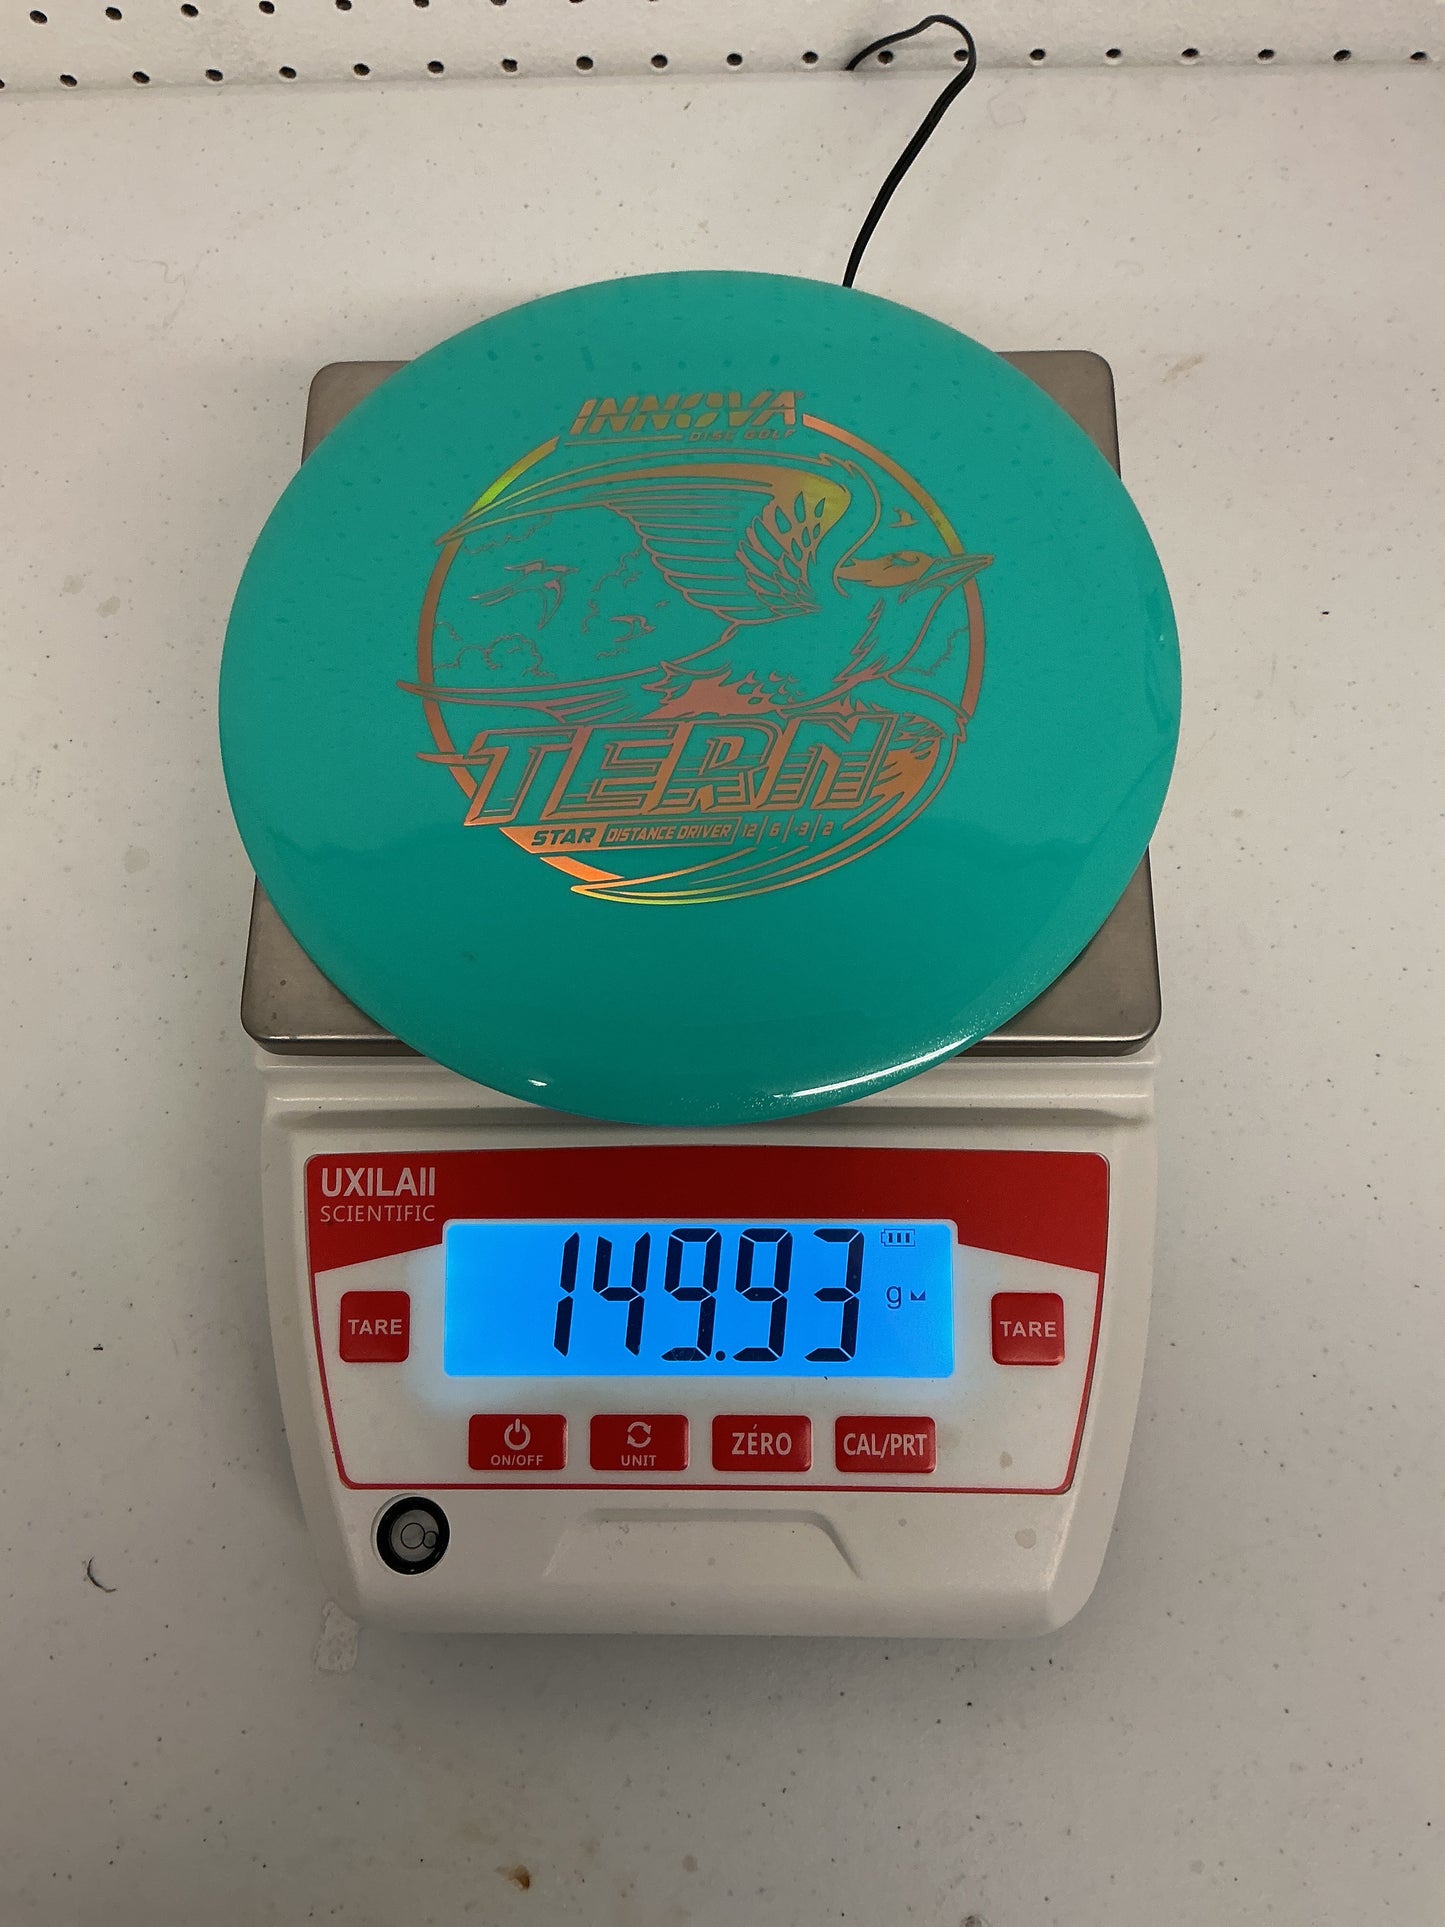 INNOVA
DISC GOLF
TERN
STAR DISTANCE DRIVER 12 | 6 | -3 | 2
UXILAII
SCIENTIFIC
149.93 g
TARE
TARE
ON/OFF
UNIT
ZÉRO
CAL/PRT